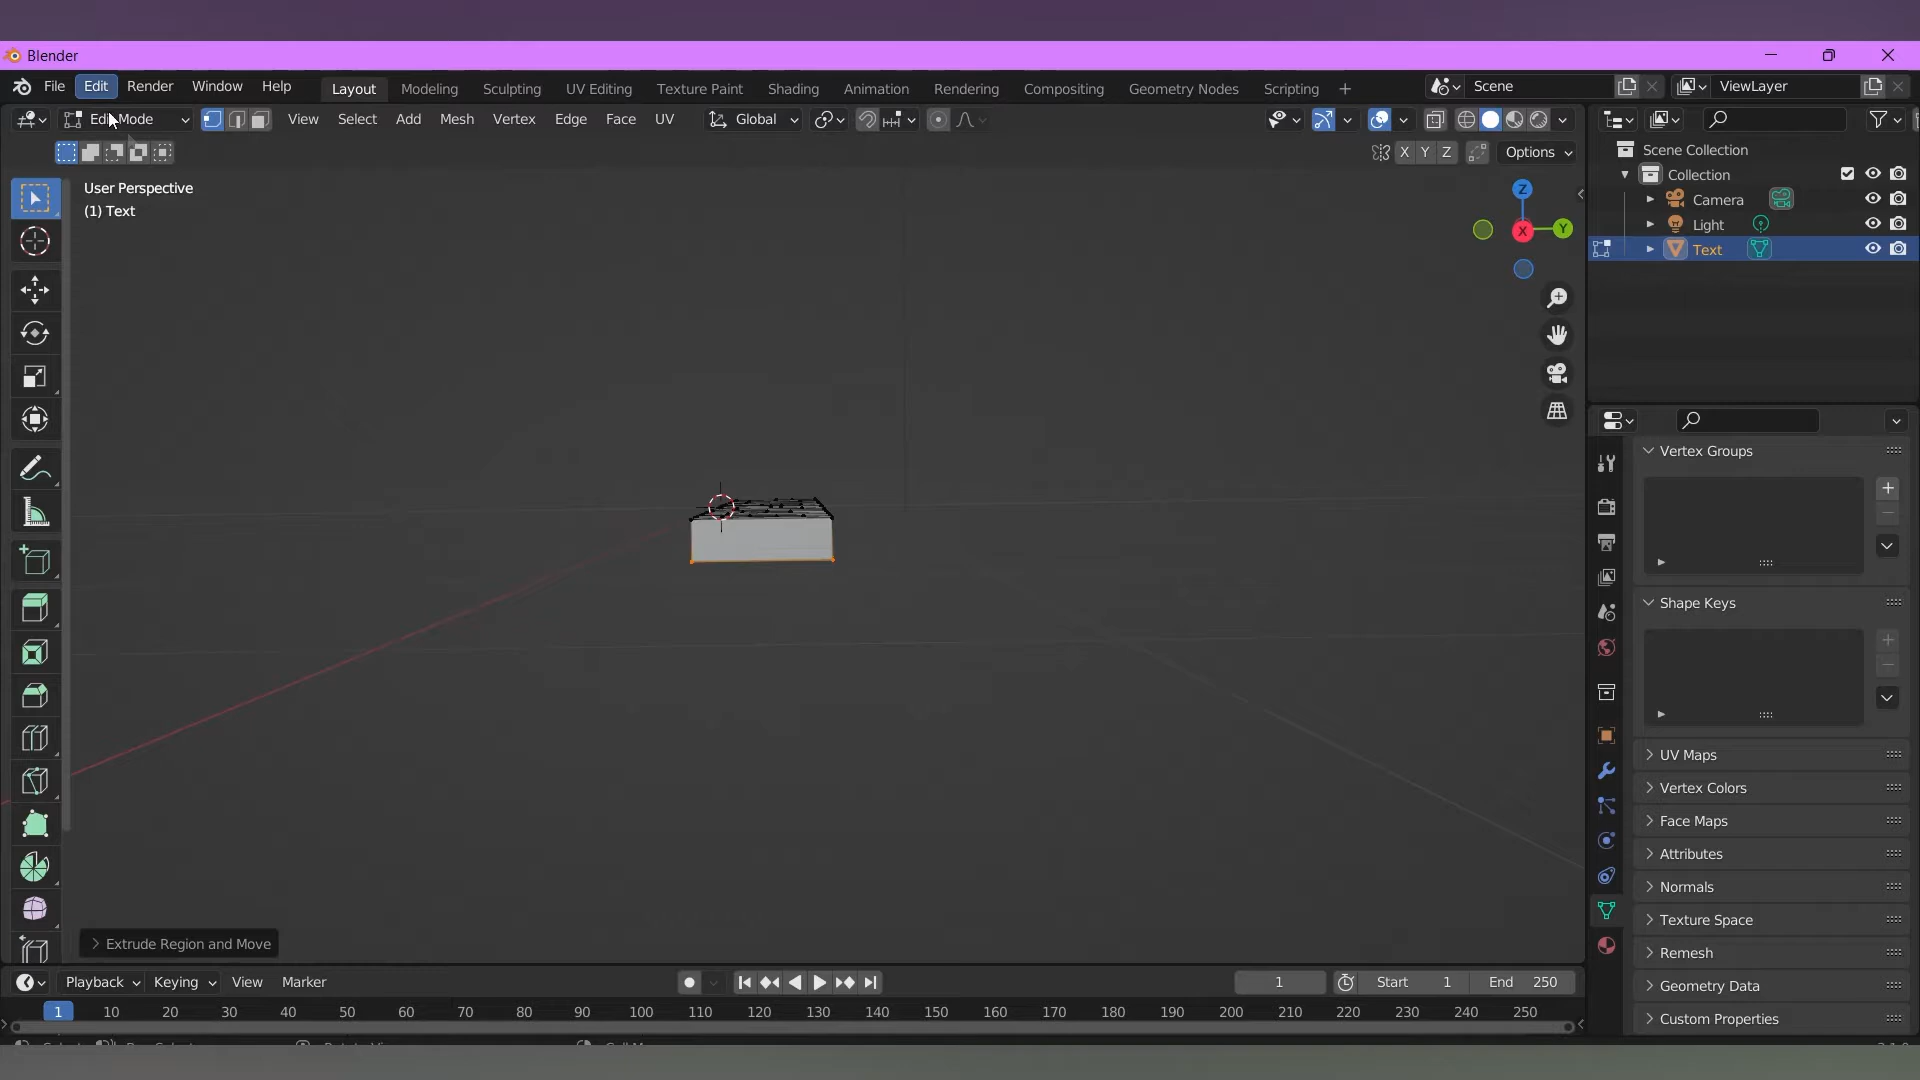 Blender
File Edit Render Window Help Layout Modeling Sculpting UV Editing Texture Paint Shading Animation Rendering Compositing Geometry Nodes Scripting + Scene ViewLayer
View Select Add Mesh Vertex Edge Face UV Global
X Y Z Options
User Perspective
(1) Text
Z
X
Y
Scene Collection
Collection
Camera
Light
Text
Vertex Groups
Shape Keys
UV Maps
Vertex Colors
Face Maps
Attributes
Normals
Texture Space
Remesh
Geometry Data
Custom Properties
Extrude Region and Move
Playback Keying View Marker 1 Start 1 End 250
1 10 20 30 40 50 60 70 80 90 100 110 120 130 140 150 160 170 180 190 200 210 220 230 240 250